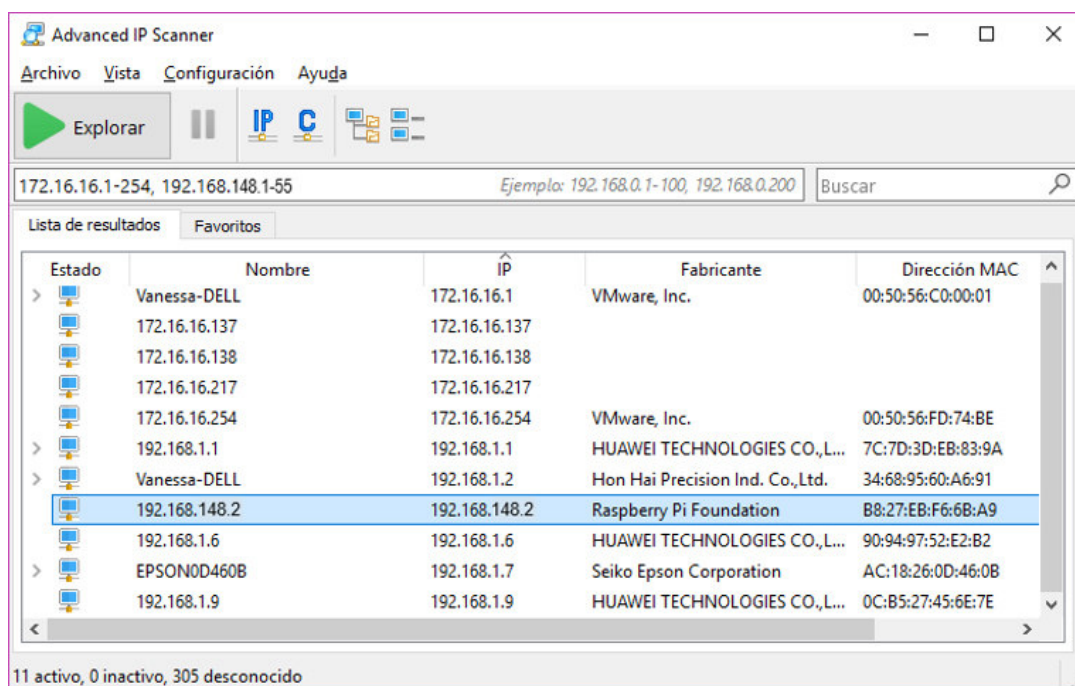 Advanced IP Scanner
Archivo Vista Configuración Ayuda
Explorar IP C
172.16.16.1-254, 192.168.148.1-55 Ejemplo: 192.168.0.1-100, 192.168.0.200 Buscar
Lista de resultados Favoritos
Estado Nombre IP Fabricante Dirección MAC
Vanessa-DELL 172.16.16.1 VMware, Inc. 00:50:56:C0:00:01
172.16.16.137 172.16.16.137
172.16.16.138 172.16.16.138
172.16.16.217 172.16.16.217
172.16.16.254 172.16.16.254 VMware, Inc. 00:50:56:FD:74:BE
192.168.1.1 192.168.1.1 HUAWEI TECHNOLOGIES CO.,L... 7C:7D:3D:EB:83:9A
Vanessa-DELL 192.168.1.2 Hon Hai Precision Ind. Co.,Ltd. 34:68:95:60:A6:91
192.168.148.2 192.168.148.2 Raspberry Pi Foundation B8:27:EB:F6:6B:A9
192.168.1.6 192.168.1.6 HUAWEI TECHNOLOGIES CO.,L... 90:94:97:52:E2:B2
EPSON0D460B 192.168.1.7 Seiko Epson Corporation AC:18:26:0D:46:0B
192.168.1.9 192.168.1.9 HUAWEI TECHNOLOGIES CO.,L... 0C:B5:27:45:6E:7E
11 activo, 0 inactivo, 305 desconocido